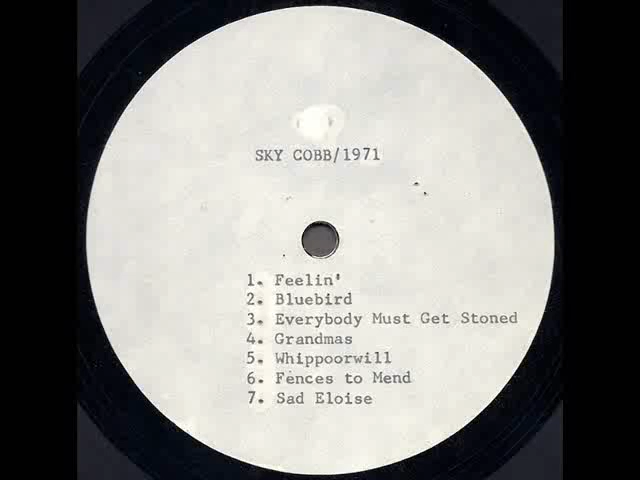 SKY COBB/1971
1. Feelin'
2. Bluebird
3. Everybody Must Get Stoned
4. Grandmas
5. Whippoorwill
6. Fences to Mend
7. Sad Eloise